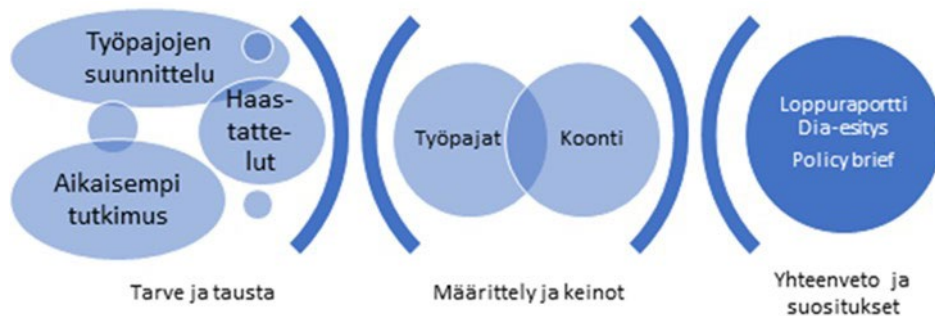 Työpajojen
suunnittelu
Haas-
tatte-
lut
Aikaisempi
tutkimus
Tarve ja tausta
Työpajat
Koonti
Määrittely ja keinot
Loppuraportti
Dia-esitys
Policy brief
Yhteenveto ja
suositukset